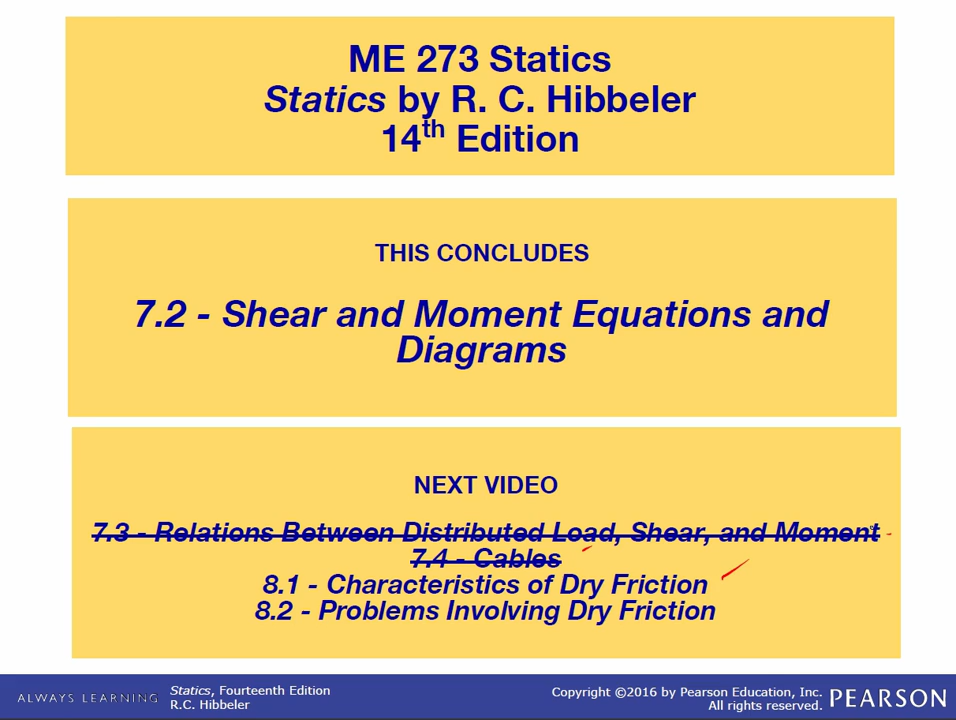 ME 273 Statics
Statics by R. C. Hibbeler
14th Edition
THIS CONCLUDES
7.2 - Shear and Moment Equations and
Diagrams
NEXT VIDEO
7.3 - Relations Between Distributed Load, Shear, and Moment
7.4 - Cables
8.1 - Characteristics of Dry Friction
8.2 - Problems Involving Dry Friction
ALWAYS LEARNING
Statics, Fourteenth Edition
R.C. Hibbeler
Copyright ©2016 by Pearson Education, Inc.
All rights reserved.
PEARSON